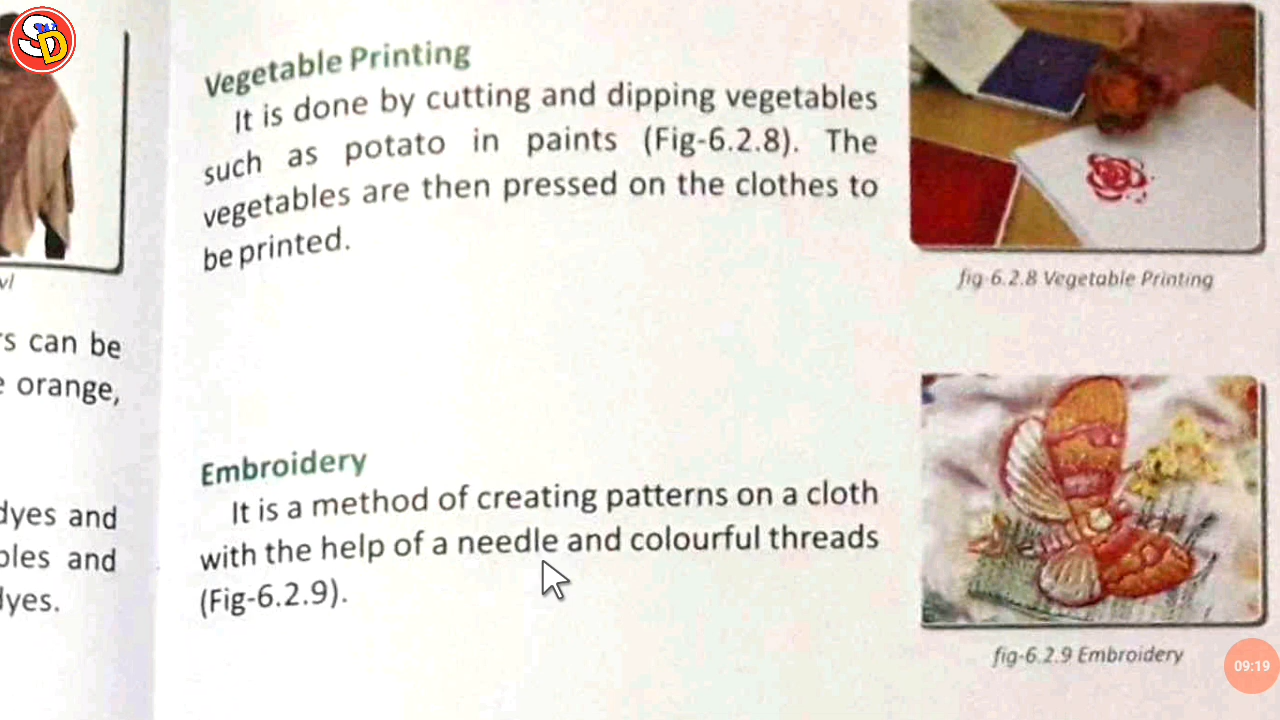 SD
Vegetable Printing
It is done by cutting and dipping vegetables
such as potato in paints (Fig-6.2.8). The
vegetables are then pressed on the clothes to
be printed.
fig-6.2.8 Vegetable Printing
can be
orange,
Embroidery
It is a method of creating patterns on a cloth
with the help of a needle and colourful threads
(Fig-6.2.9).
fig-6.2.9 Embroidery
dyes and
and
dyes.
09:19